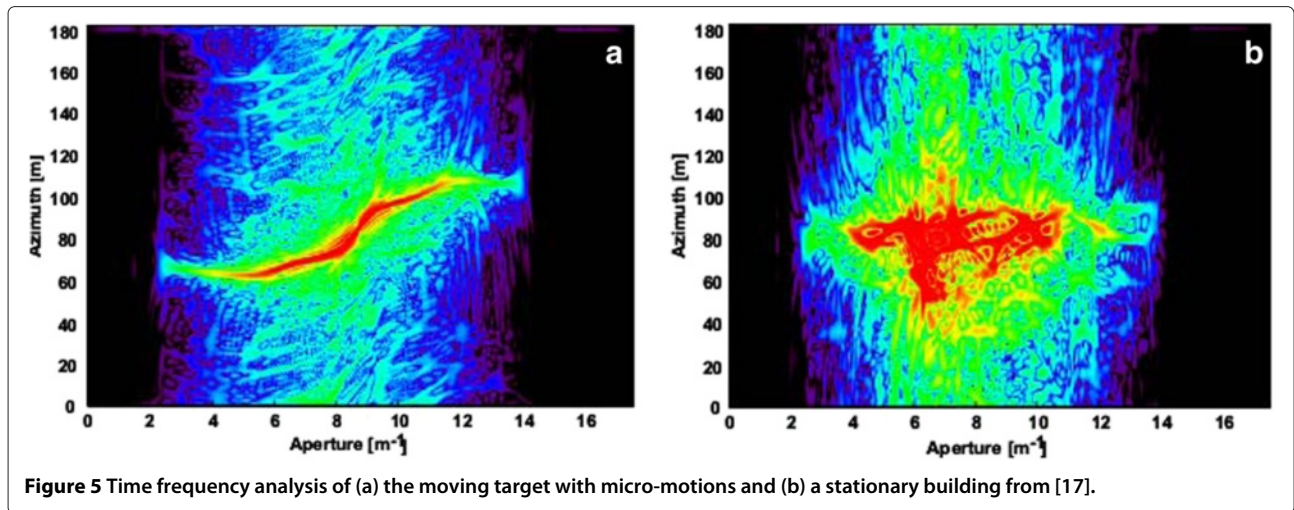 a
180
160
140
120
100
80
60
40
20
0
Azimuth [m]
0 2 4 6 8 10 12 14 16
Aperture [m⁻¹]
b
180
160
140
120
100
80
60
40
20
0
Azimuth [m]
0 2 4 6 8 10 12 14 16
Aperture [m⁻¹]
Figure 5 Time frequency analysis of (a) the moving target with micro-motions and (b) a stationary building from [17].